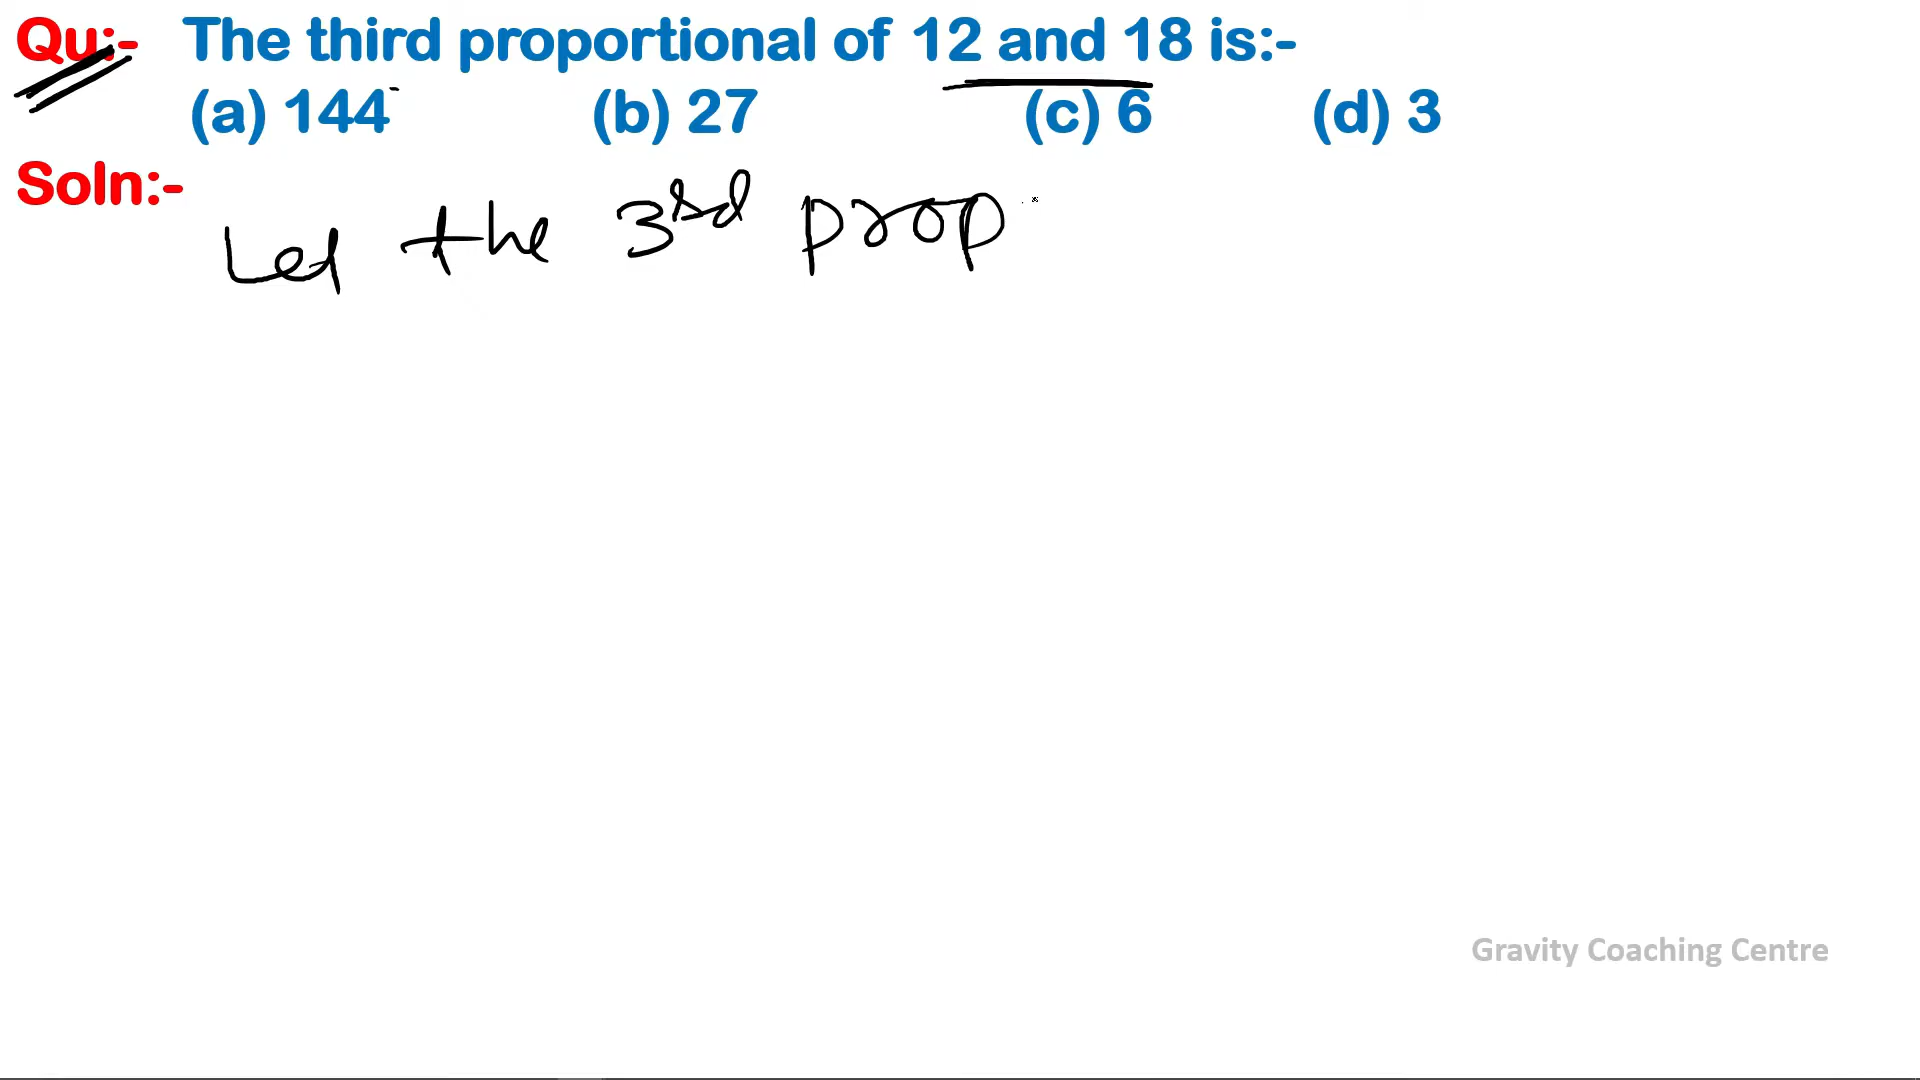 Qu:- The third proportional of 12 and 18 is:-
(a) 144 (b) 27 (c) 6 (d) 3
Soln:-
Let the 3rd prop
Gravity Coaching Centre